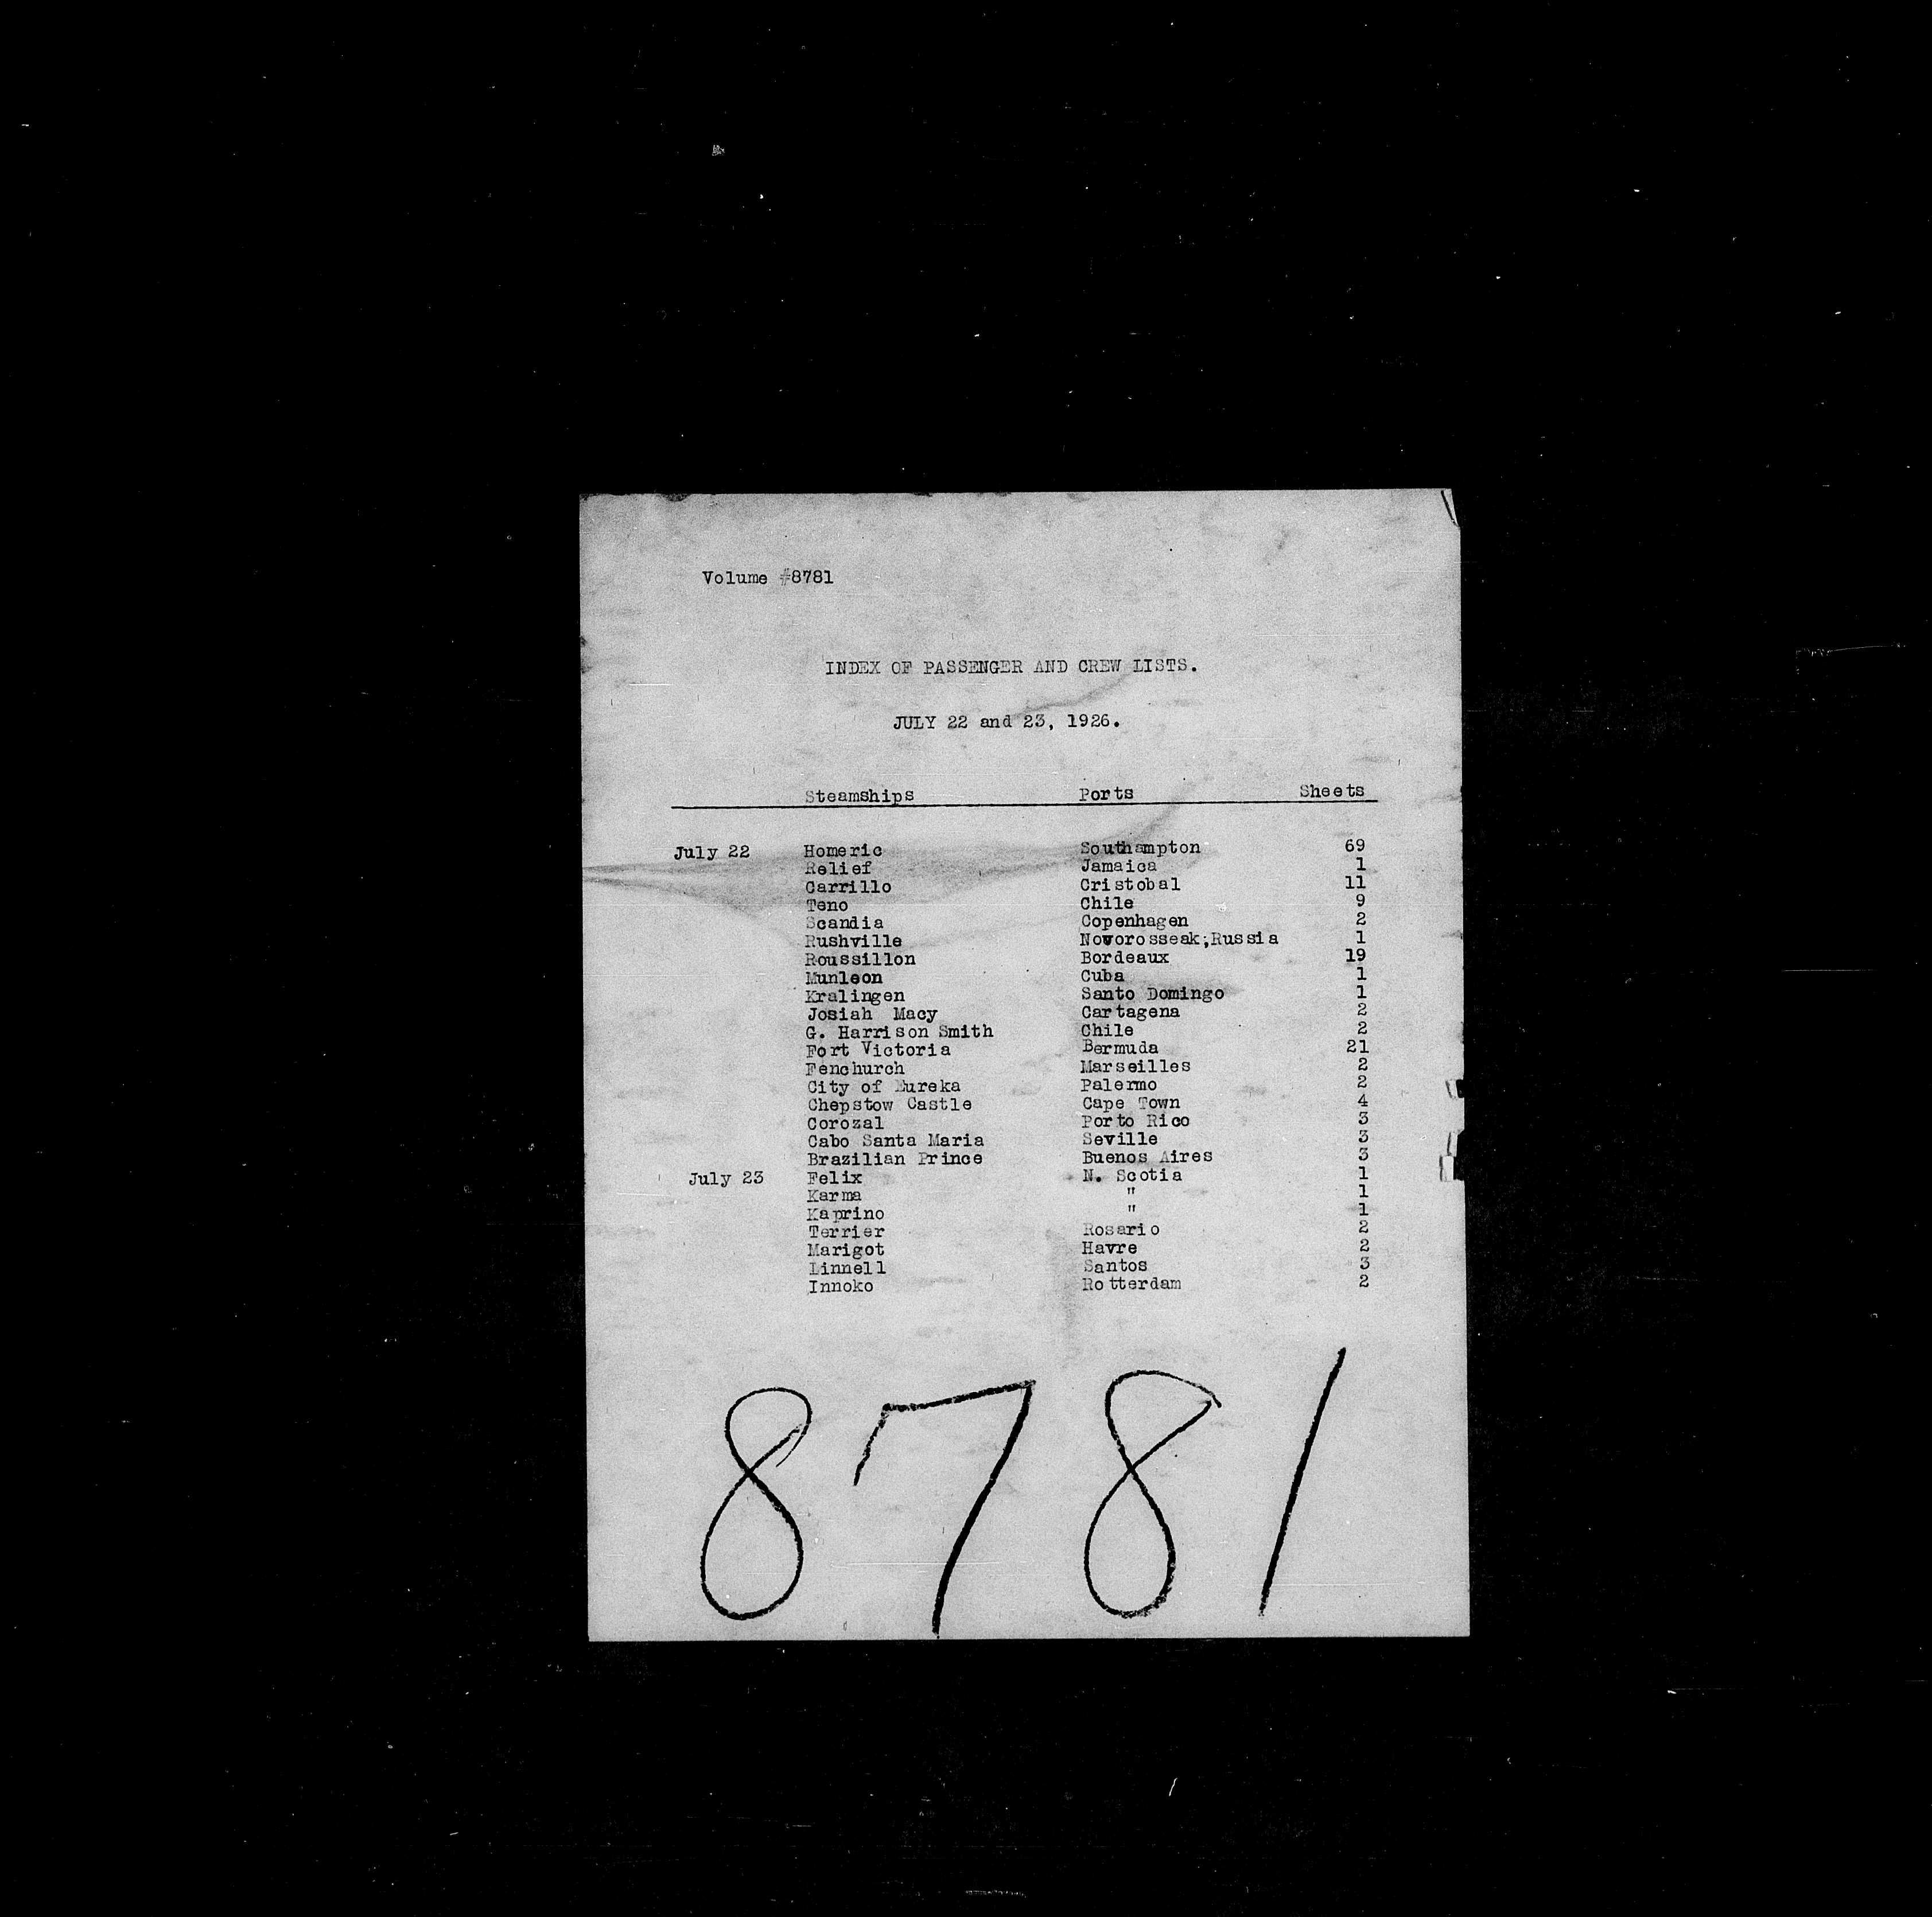 Volume #8781
INDEX OF PASSENGER AND CREW LISTS.
JULY 22 and 23, 1926.
Steamships Ports Sheets
July 22 Homeric Southampton 69
Relief Jamaica 1
Carrillo Cristobal 11
Teno Chile 9
Scandia Copenhagen 2
Rushville Novorosseak;Russia 1
Roussillon Bordeaux 19
Munleon Cuba 1
Kralingen Santo Domingo 1
Josiah Macy Cartagena 2
G. Harrison Smith Chile 2
Fort Victoria Bermuda 21
Fenchurch Marseilles 2
City of Eureka Palermo 2
Chepstow Castle Cape Town 4
Corozal Porto Rico 3
Cabo Santa Maria Seville 3
Brazilian Prince Buenos Aires 3
July 23 Felix N. Scotia 1
Karma " 1
Kaprino " 1
Terrier Rosario 2
Marigot Havre 2
Linnell Santos 3
Innoko Rotterdam 2
8781